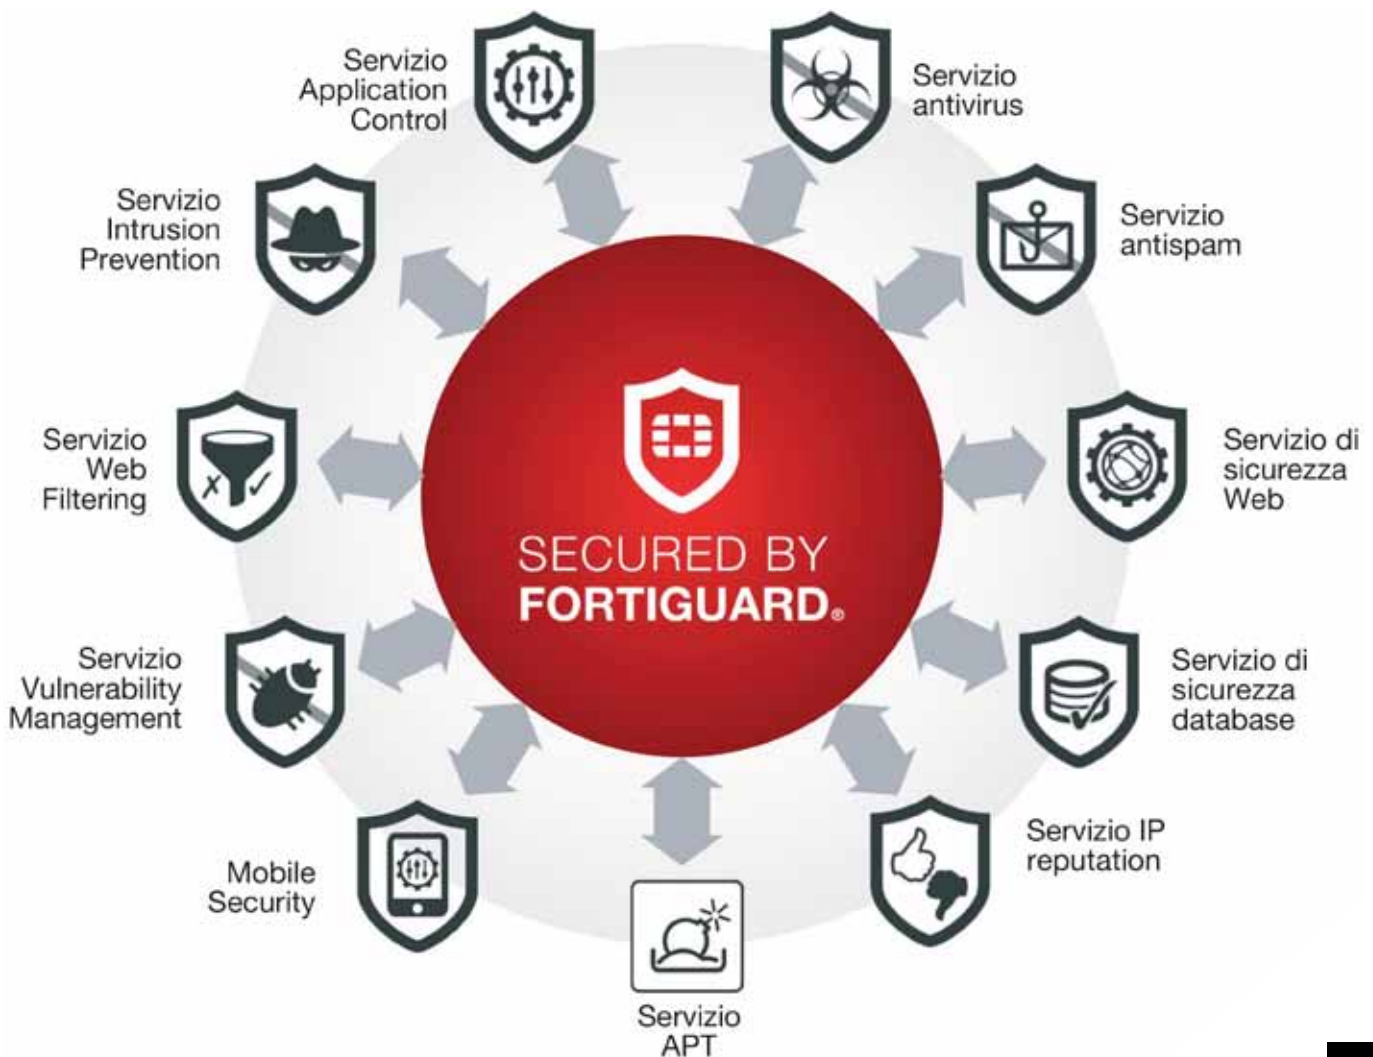 Servizio
Application
Control
Servizio
antivirus
Servizio
Intrusion
Prevention
Servizio
antispam
Servizio
Web
Filtering
Servizio di
sicurezza
Web
SECURED BY
FORTIGUARD®
Servizio
Vulnerability
Management
Servizio di
sicurezza
database
Mobile
Security
Servizio IP
reputation
Servizio
APT